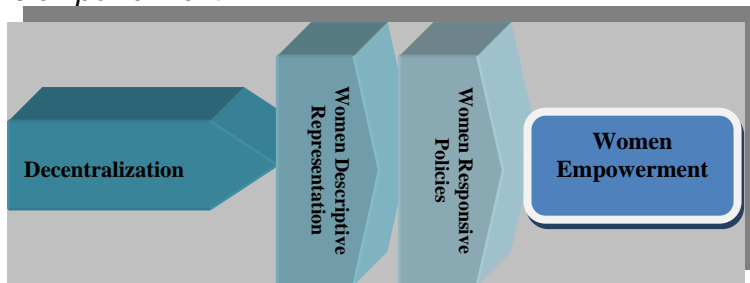 Decentralization
Women Descriptive
Representation
Women Responsive
Policies
Women
Empowerment